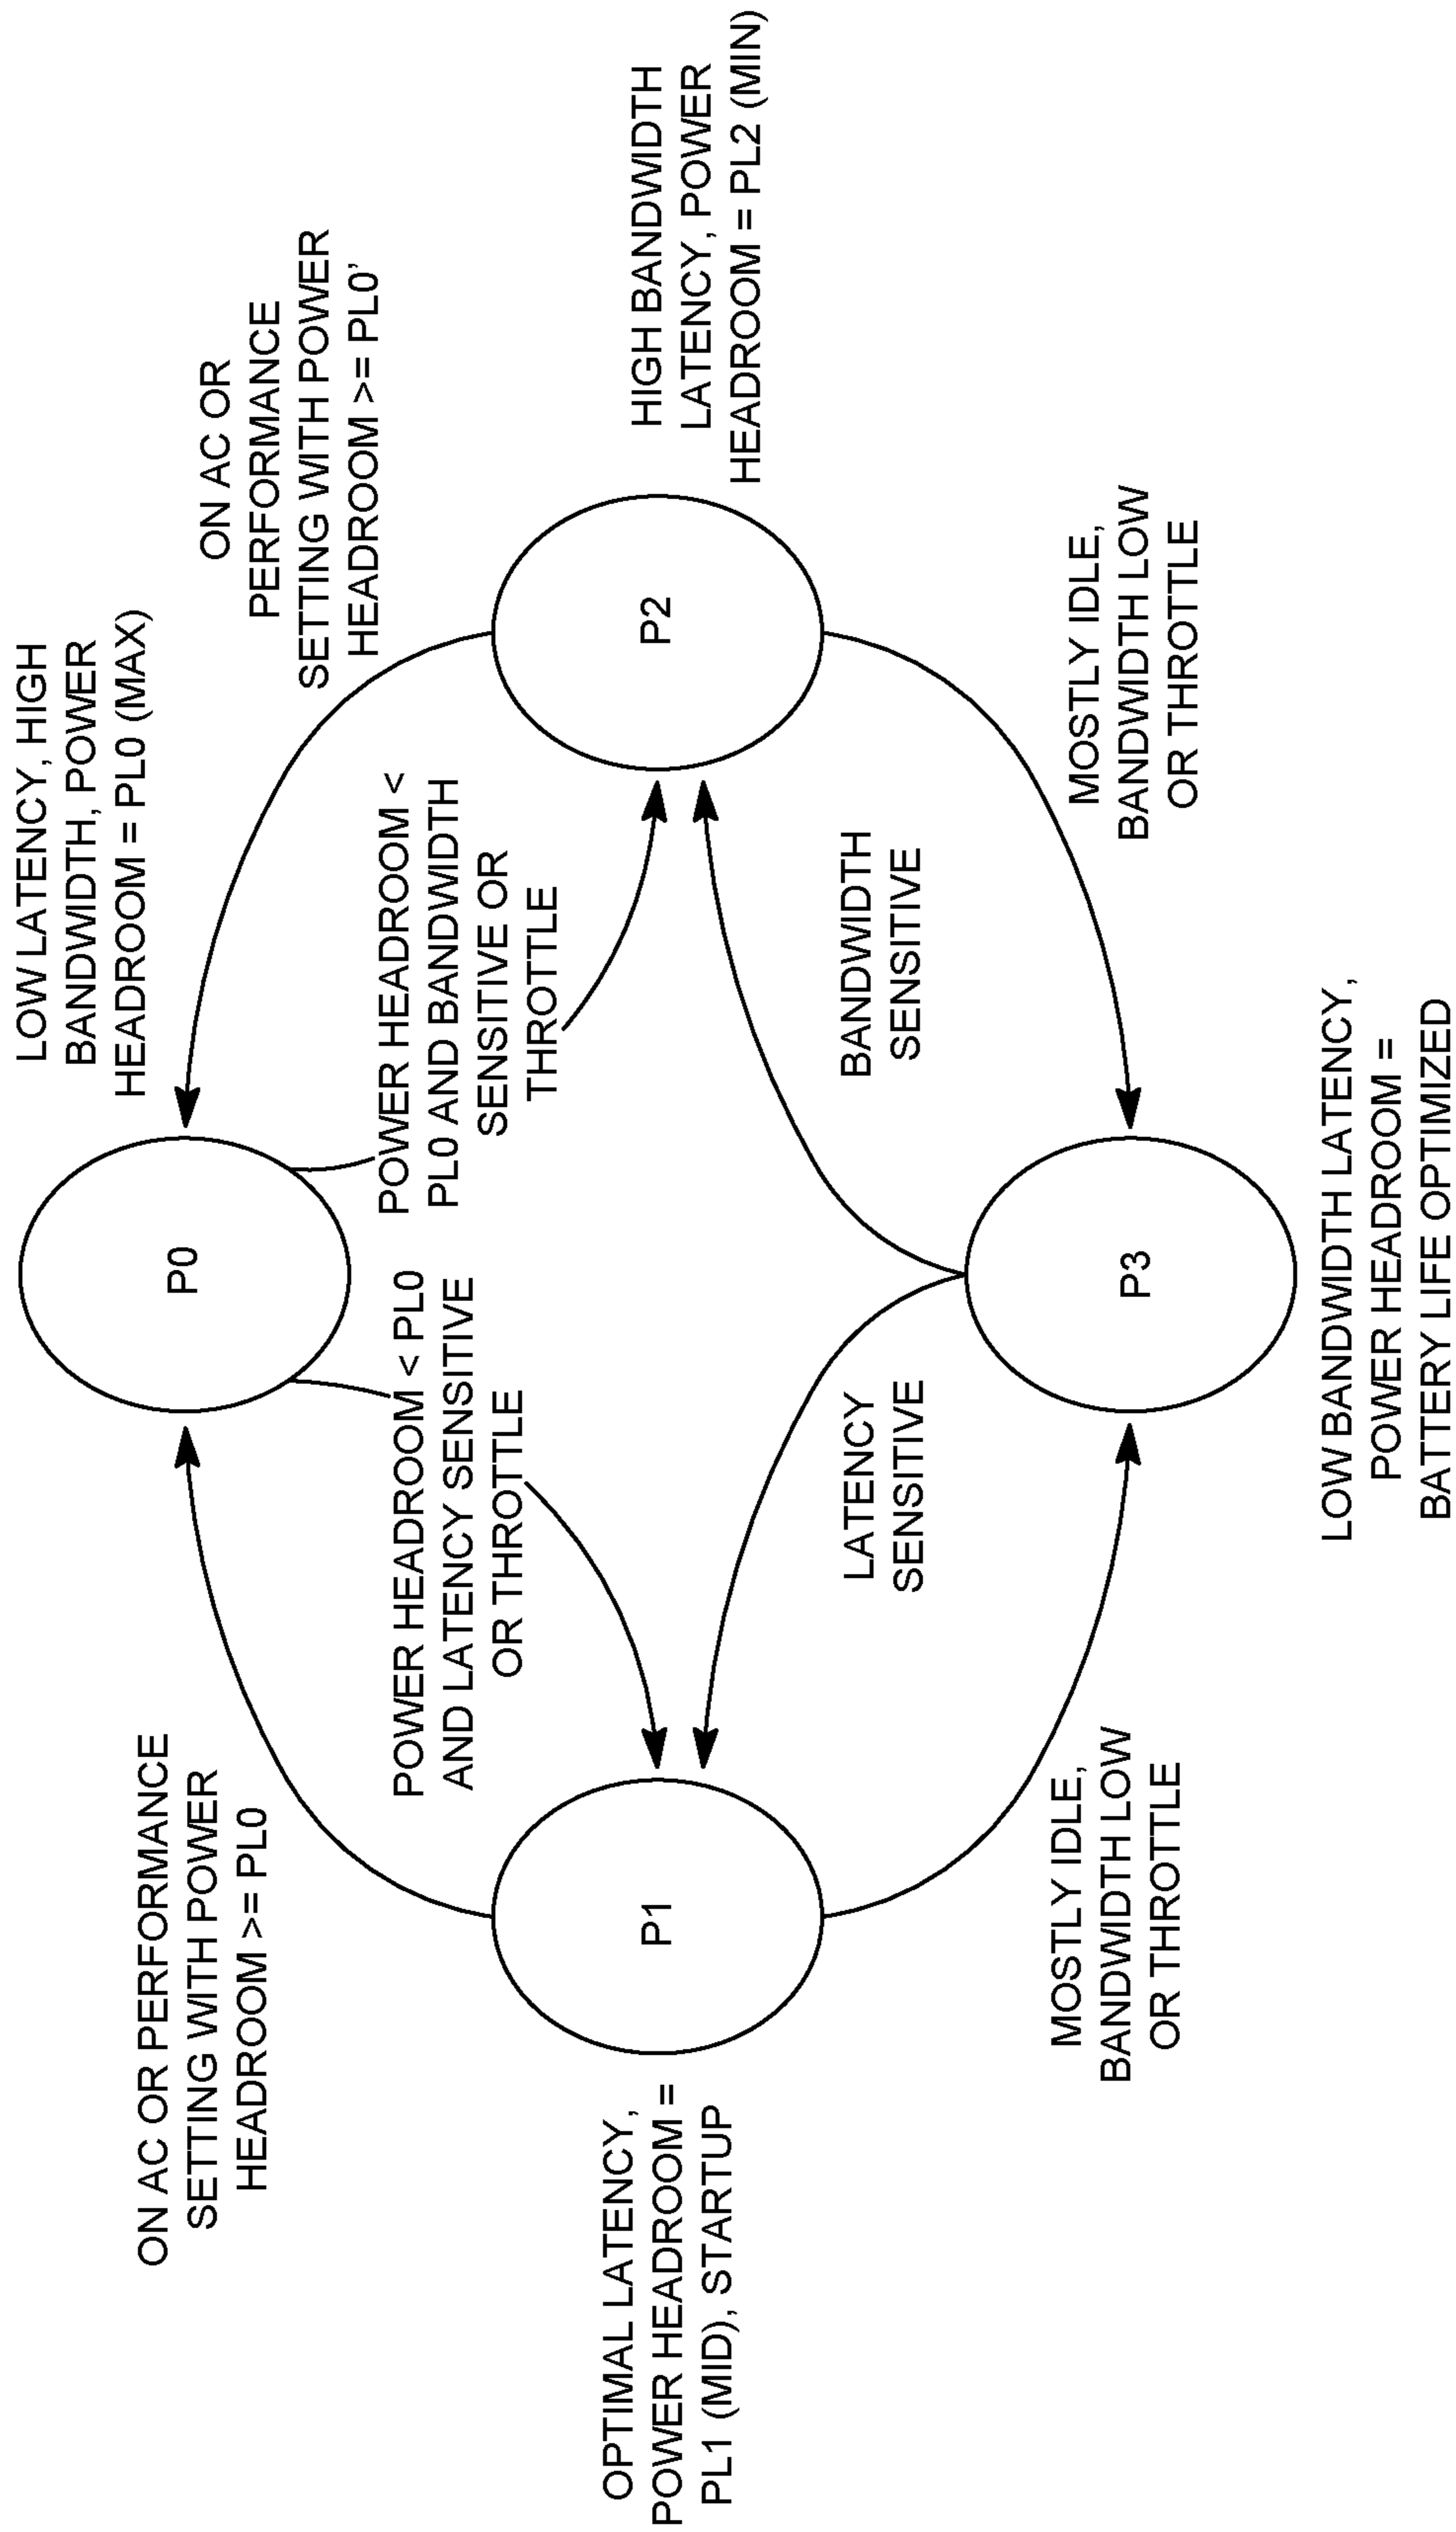 LOW LATENCY, HIGH
BANDWIDTH, POWER
HEADROOM = PL0 (MAX)
ON AC OR PERFORMANCE
SETTING WITH POWER
HEADROOM >= PL0
P0
ON AC OR
PERFORMANCE
SETTING WITH POWER
HEADROOM >= PL0'
POWER HEADROOM < PL0
AND LATENCY SENSITIVE
OR THROTTLE
POWER HEADROOM <
PL0 AND BANDWIDTH
SENSITIVE OR
THROTTLE
OPTIMAL LATENCY,
POWER HEADROOM =
PL1 (MID), STARTUP
P1
P2
HIGH BANDWIDTH
LATENCY, POWER
HEADROOM = PL2 (MIN)
LATENCY
SENSITIVE
BANDWIDTH
SENSITIVE
MOSTLY IDLE,
BANDWIDTH LOW
OR THROTTLE
P3
MOSTLY IDLE,
BANDWIDTH LOW
OR THROTTLE
LOW BANDWIDTH LATENCY,
POWER HEADROOM =
BATTERY LIFE OPTIMIZED